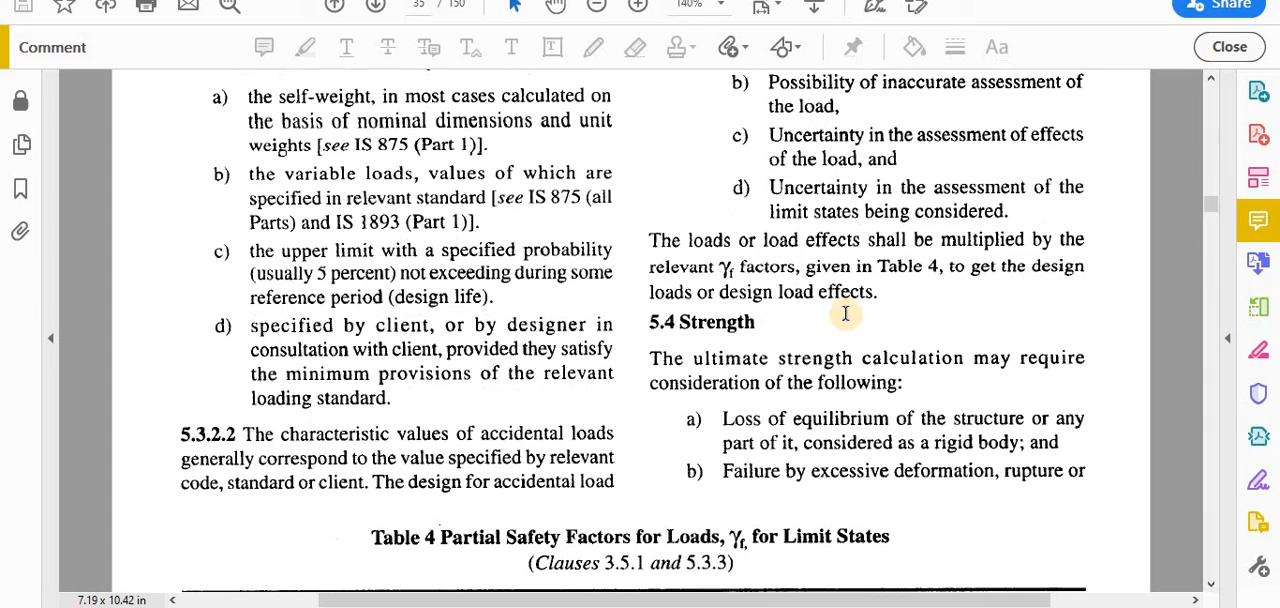 35 / 150
140%
Share
Comment
Close
a) the self-weight, in most cases calculated on
the basis of nominal dimensions and unit
weights [see IS 875 (Part 1)].
b) the variable loads, values of which are
specified in relevant standard [see IS 875 (all
Parts) and IS 1893 (Part 1)].
c) the upper limit with a specified probability
(usually 5 percent) not exceeding during some
reference period (design life).
d) specified by client, or by designer in
consultation with client, provided they satisfy
the minimum provisions of the relevant
loading standard.
5.3.2.2 The characteristic values of accidental loads
generally correspond to the value specified by relevant
code, standard or client. The design for accidental load
b) Possibility of inaccurate assessment of
the load,
c) Uncertainty in the assessment of effects
of the load, and
d) Uncertainty in the assessment of the
limit states being considered.
The loads or load effects shall be multiplied by the
relevant γf factors, given in Table 4, to get the design
loads or design load effects.
5.4 Strength
The ultimate strength calculation may require
consideration of the following:
a) Loss of equilibrium of the structure or any
part of it, considered as a rigid body; and
b) Failure by excessive deformation, rupture or
Table 4 Partial Safety Factors for Loads, γf, for Limit States
(Clauses 3.5.1 and 5.3.3)
7.19 x 10.42 in